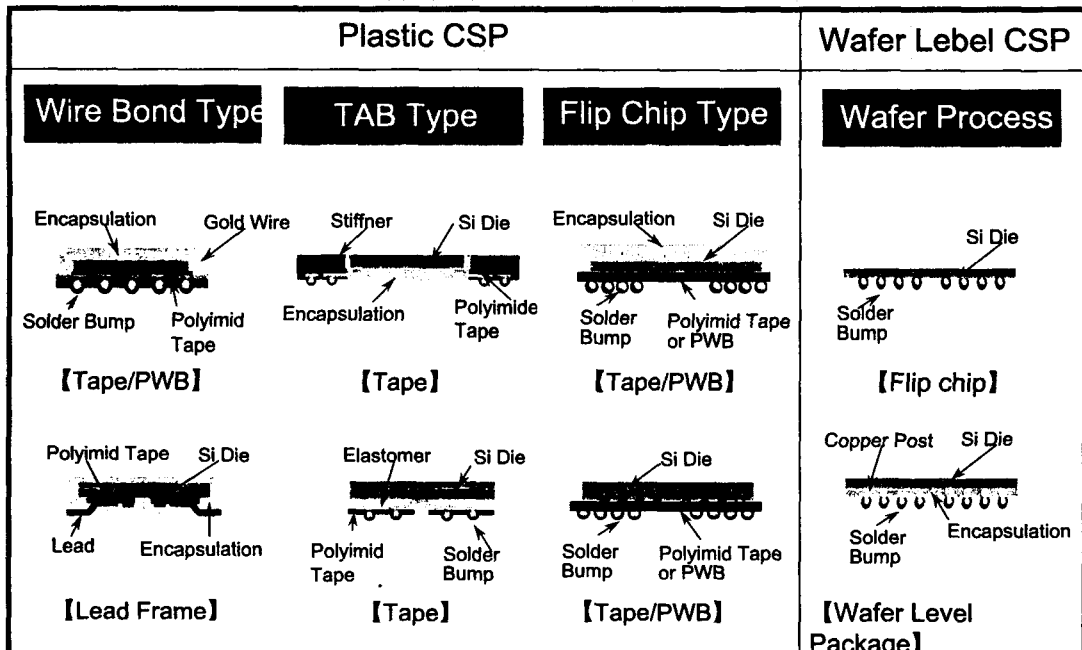 Plastic CSP
Wafer Lebel CSP
Wire Bond Type
TAB Type
Flip Chip Type
Wafer Process
Encapsulation
Gold Wire
Solder Bump
Polyimid
Tape
【Tape/PWB】
Stiffner
Si Die
Encapsulation
Polyimide
Tape
【Tape】
Encapsulation
Si Die
Solder
Bump
Polyimid Tape
or PWB
【Tape/PWB】
Si Die
Solder
Bump
【Flip chip】
Polyimid Tape
Si Die
Lead
Encapsulation
【Lead Frame】
Elastomer
Si Die
Polyimid
Tape
Solder
Bump
【Tape】
Si Die
Solder
Bump
Polyimid Tape
or PWB
【Tape/PWB】
Copper Post
Si Die
Solder
Bump
Encapsulation
【Wafer Level
Package】